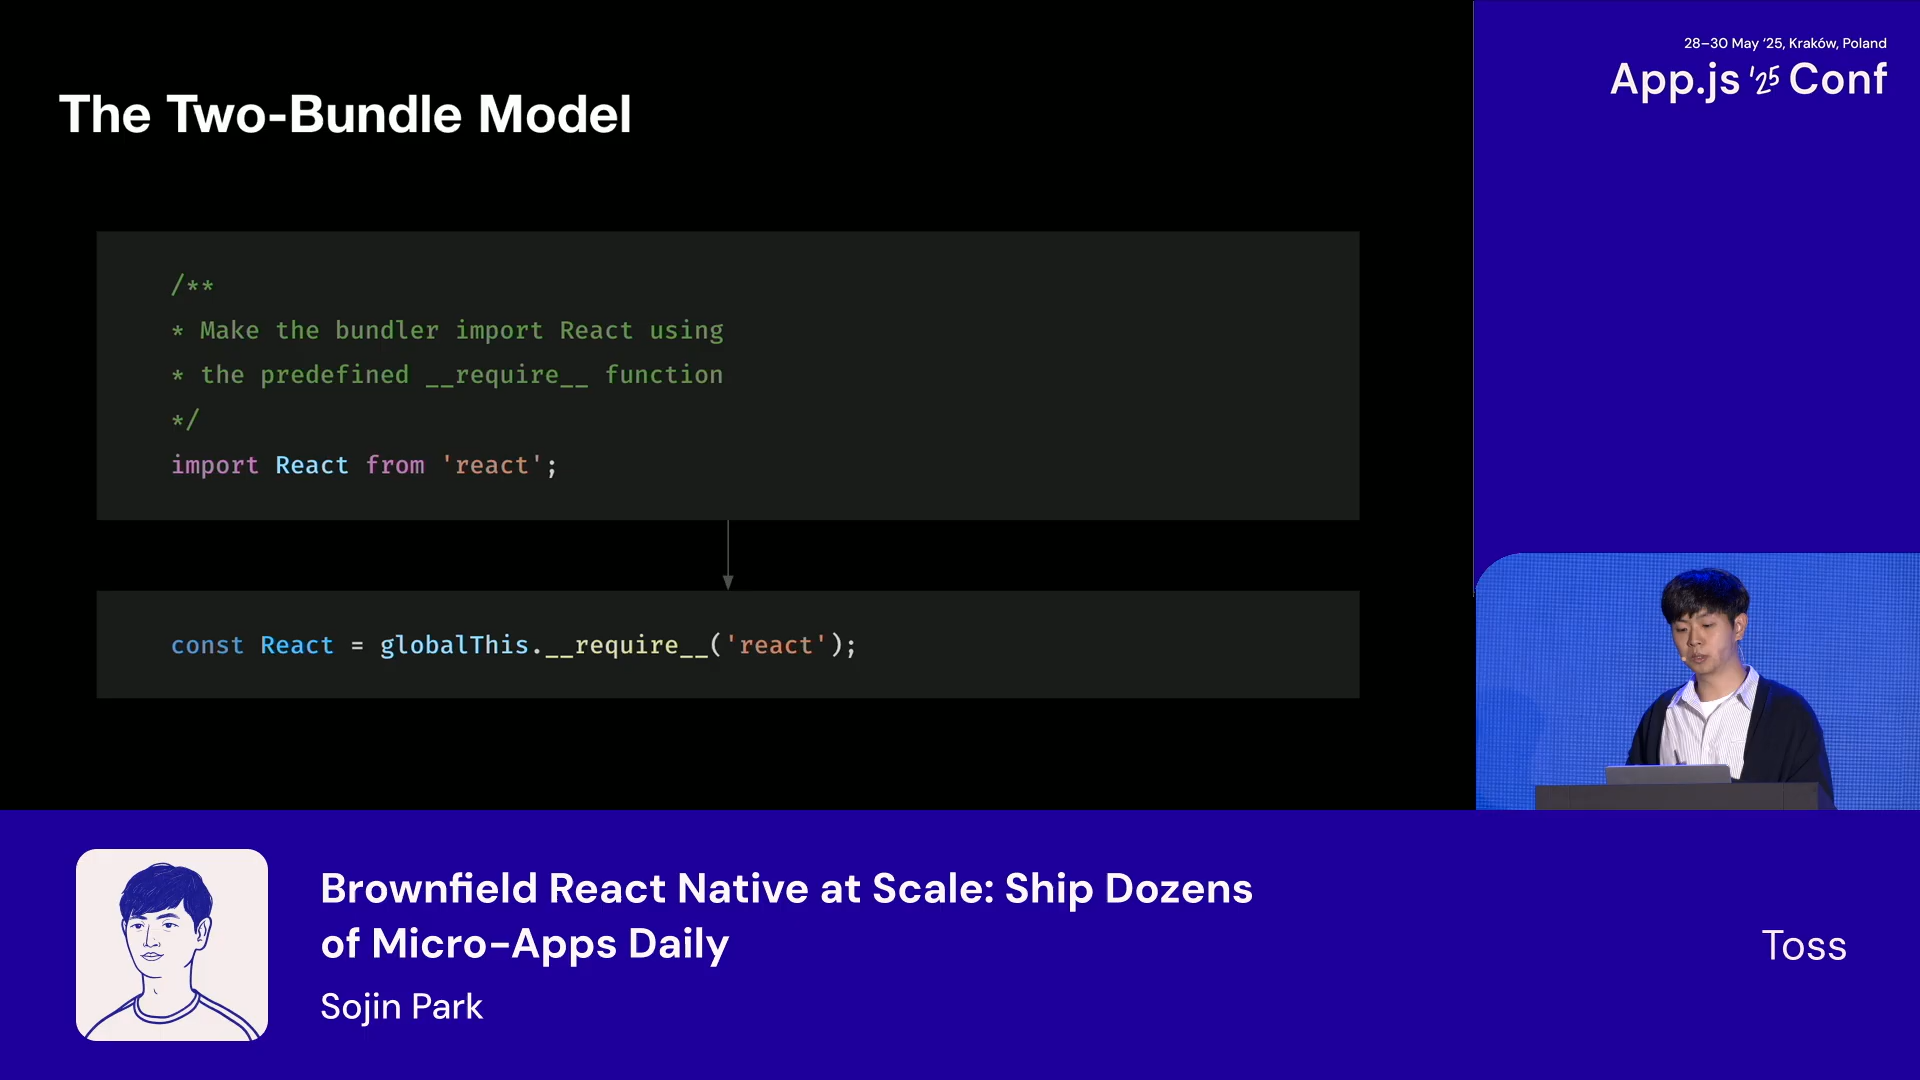 28–30 May '25, Kraków, Poland
App.js '25 Conf
The Two-Bundle Model
/**
* Make the bundler import React using
* the predefined __require__ function
*/
import React from 'react';
const React = globalThis.__require__('react');
Brownfield React Native at Scale: Ship Dozens
of Micro-Apps Daily
Sojin Park
Toss